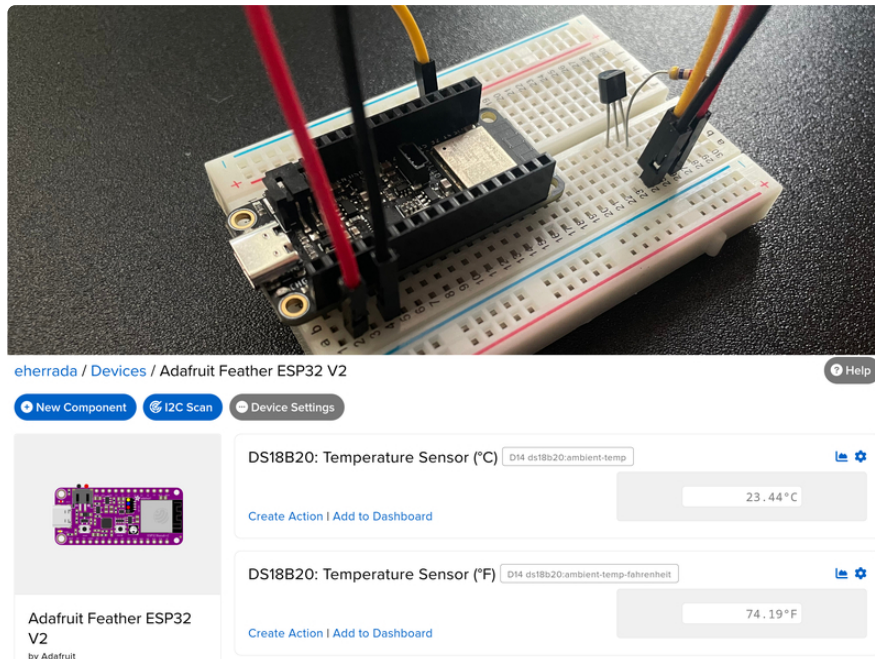 eherrada / Devices / Adafruit Feather ESP32 V2
Help
New Component
I2C Scan
Device Settings
DS18B20: Temperature Sensor (°C)
D14 ds18b20:ambient-temp
23.44°C
Create Action | Add to Dashboard
DS18B20: Temperature Sensor (°F)
D14 ds18b20:ambient-temp-fahrenheit
74.19°F
Create Action | Add to Dashboard
Adafruit Feather ESP32
V2
by Adafruit